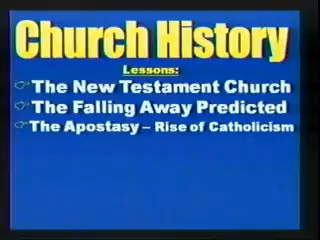 Church History
Lessons:
The New Testament Church
The Falling Away Predicted
The Apostasy – Rise of Catholicism